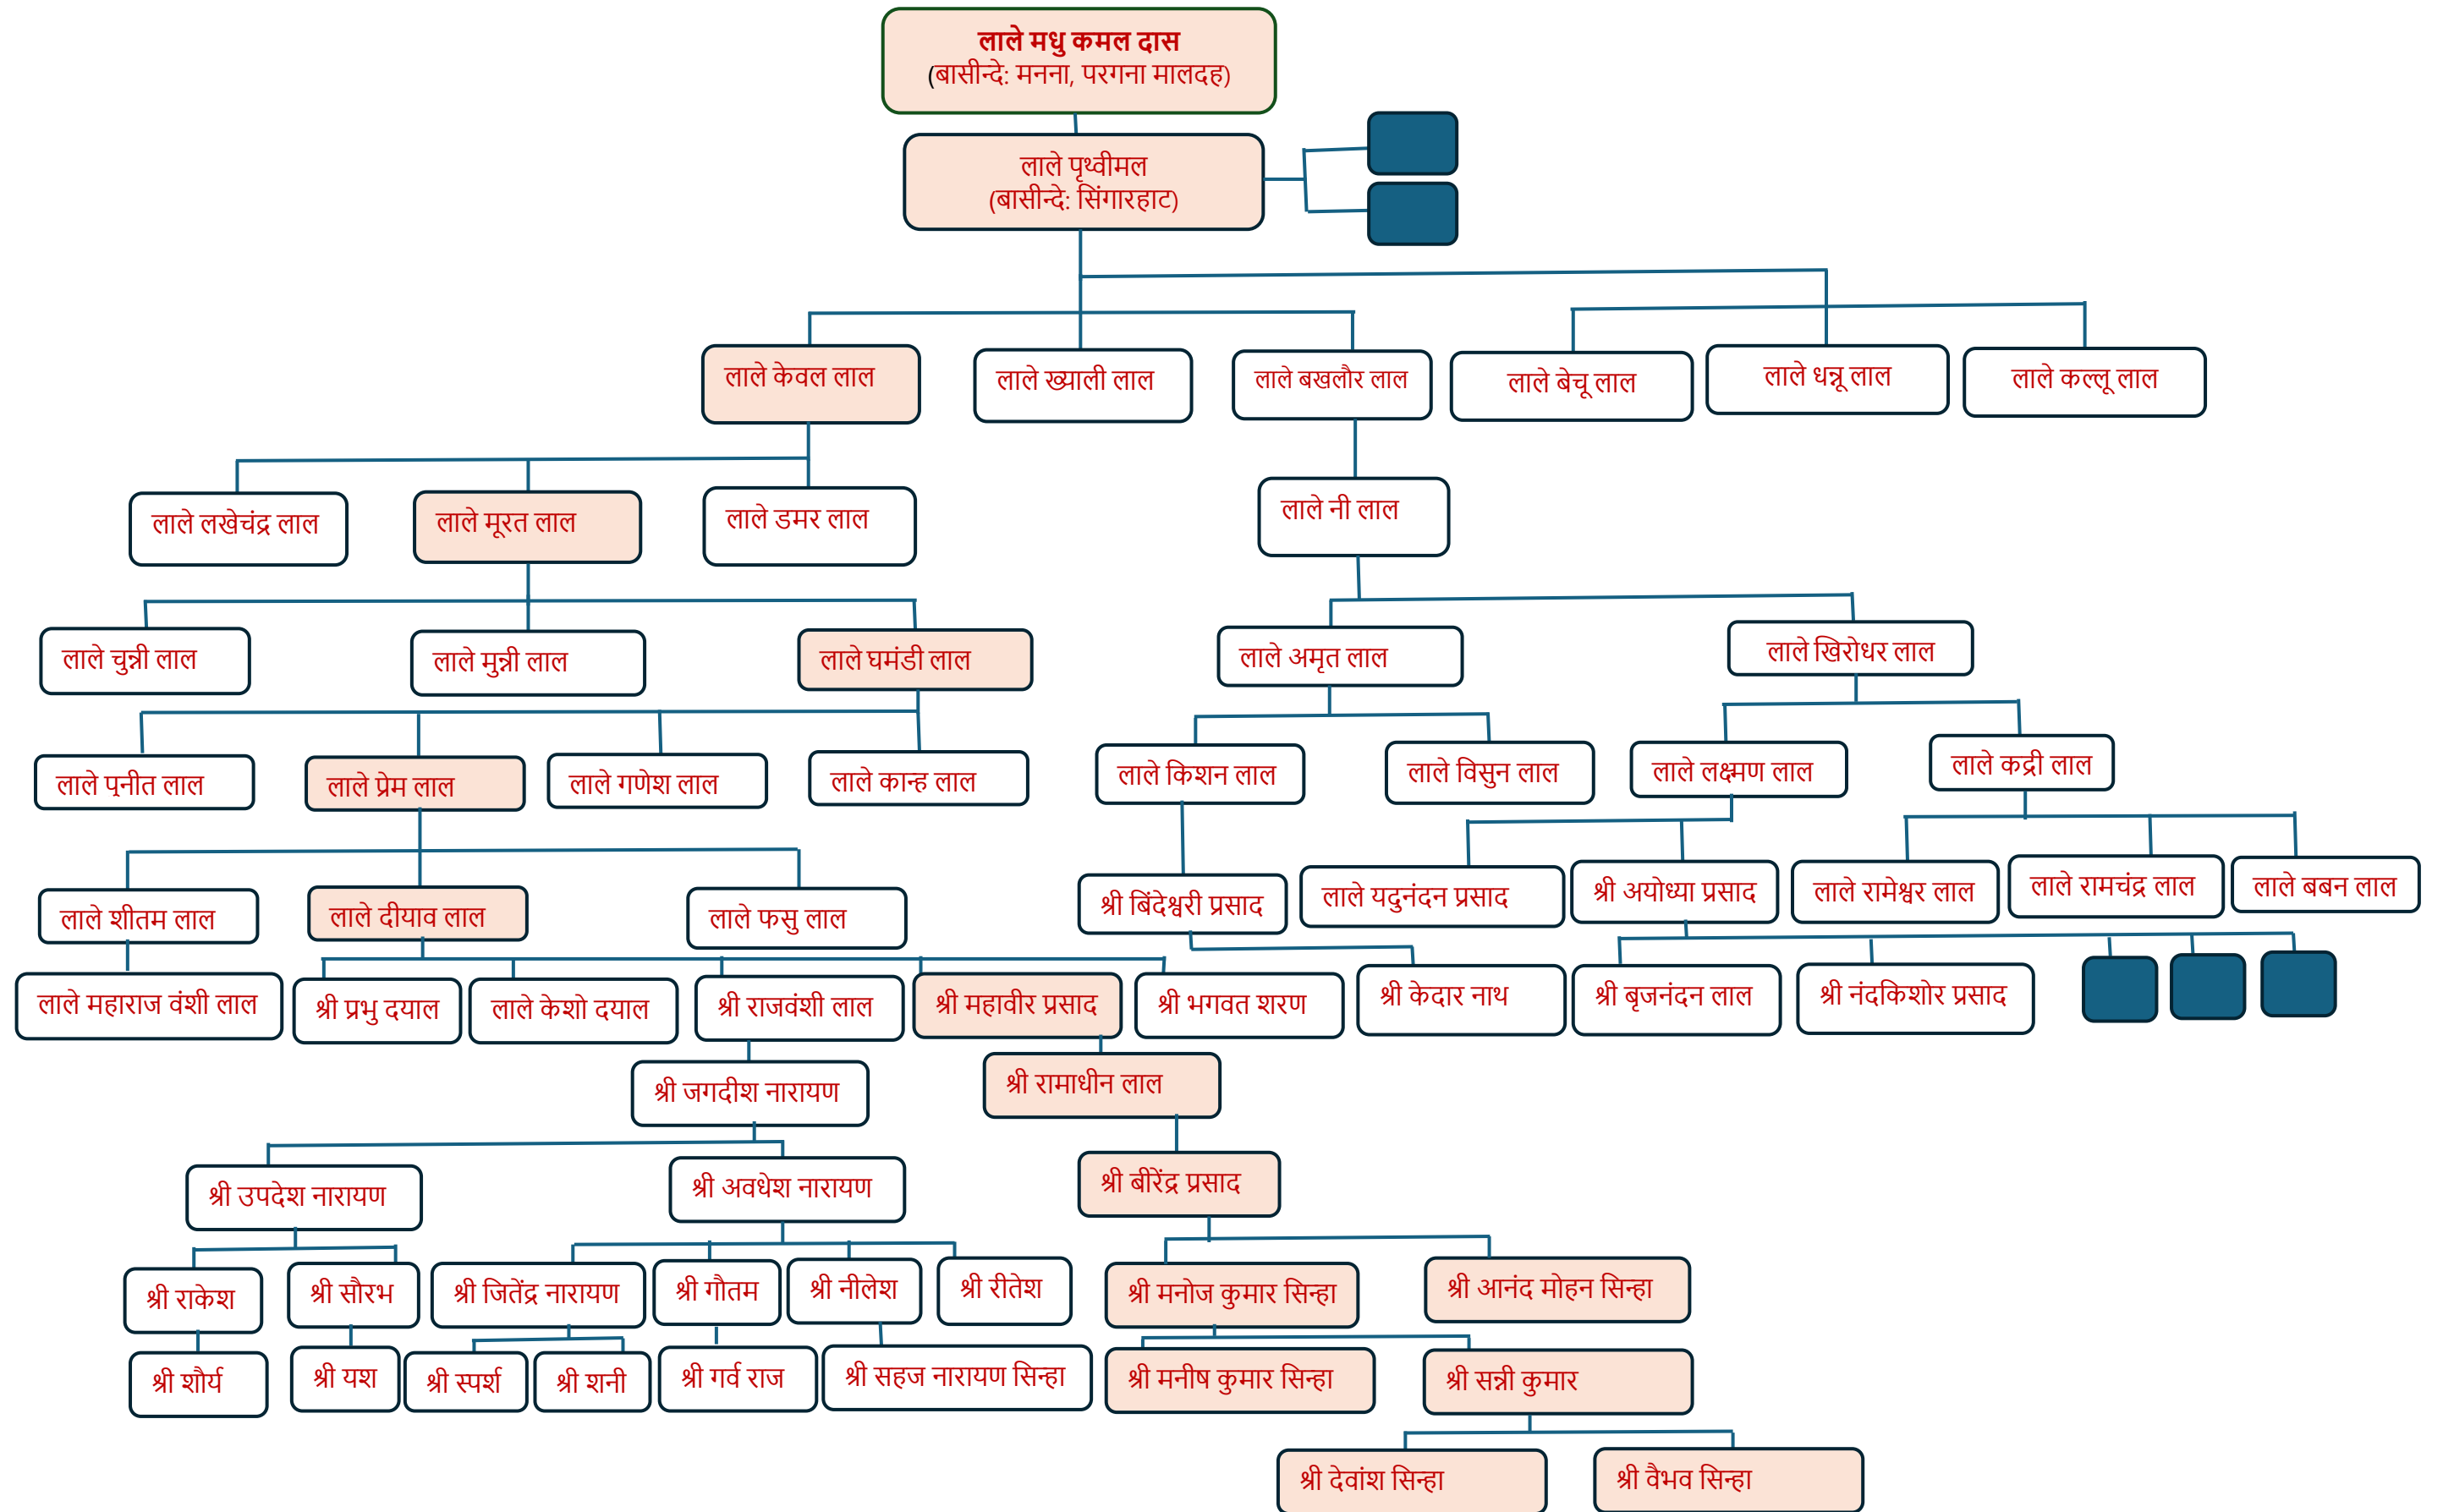 लाले मधु कमल दास
(बासीन्दे: मनना, परगना मालदह)
लाले पृथ्वीमल
(बासीन्दे: सिंगारहाट)
लाले केवल लाल
लाले ख्याली लाल
लाले बखलौर लाल
लाले बेचू लाल
लाले धन्नू लाल
लाले कल्लू लाल
लाले लखेचंद्र लाल
लाले मूरत लाल
लाले डमर लाल
लाले नी लाल
लाले चुन्नी लाल
लाले मुन्नी लाल
लाले घमंडी लाल
लाले अमृत लाल
लाले खिरोधर लाल
लाले पुनीत लाल
लाले प्रेम लाल
लाले गणेश लाल
लाले कान्ह लाल
लाले किशन लाल
लाले विसुन लाल
लाले लक्ष्मण लाल
लाले कद्री लाल
लाले शीतम लाल
लाले दीयाव लाल
लाले फसु लाल
श्री बिंदेश्वरी प्रसाद
लाले यदुनंदन प्रसाद
श्री अयोध्या प्रसाद
लाले रामेश्वर लाल
लाले रामचंद्र लाल
लाले बबन लाल
लाले महाराज वंशी लाल
श्री प्रभु दयाल
लाले केशो दयाल
श्री राजवंशी लाल
श्री महावीर प्रसाद
श्री भगवत शरण
श्री केदार नाथ
श्री बृजनंदन लाल
श्री नंदकिशोर प्रसाद
श्री जगदीश नारायण
श्री रामाधीन लाल
श्री उपदेश नारायण
श्री अवधेश नारायण
श्री बीरेंद्र प्रसाद
श्री राकेश
श्री सौरभ
श्री जितेंद्र नारायण
श्री गौतम
श्री नीलेश
श्री रीतेश
श्री मनोज कुमार सिन्हा
श्री आनंद मोहन सिन्हा
श्री शौर्य
श्री यश
श्री स्पर्श
श्री शनी
श्री गर्व राज
श्री सहज नारायण सिन्हा
श्री मनीष कुमार सिन्हा
श्री सन्नी कुमार
श्री देवांश सिन्हा
श्री वैभव सिन्हा